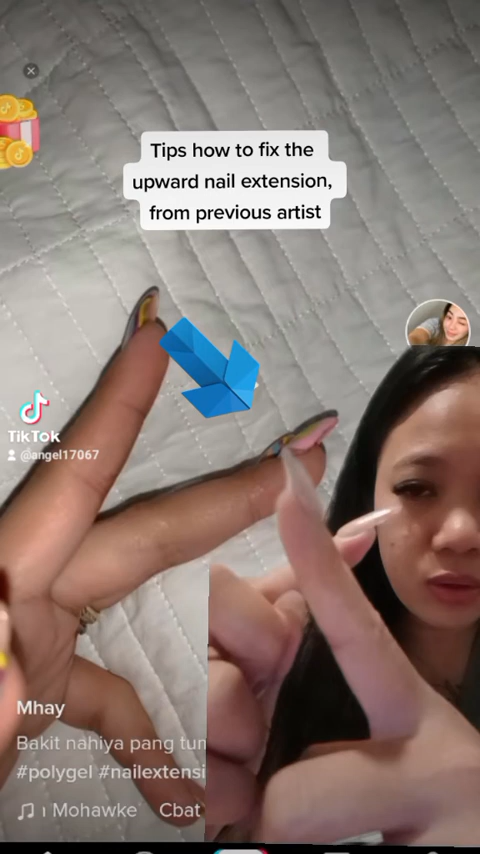 Tips how to fix the
upward nail extension,
from previous artist
TikTok
@angel17067
Mhay
Bakit nahiya pang
#polygel #nailextensi
Mohawke Cbat